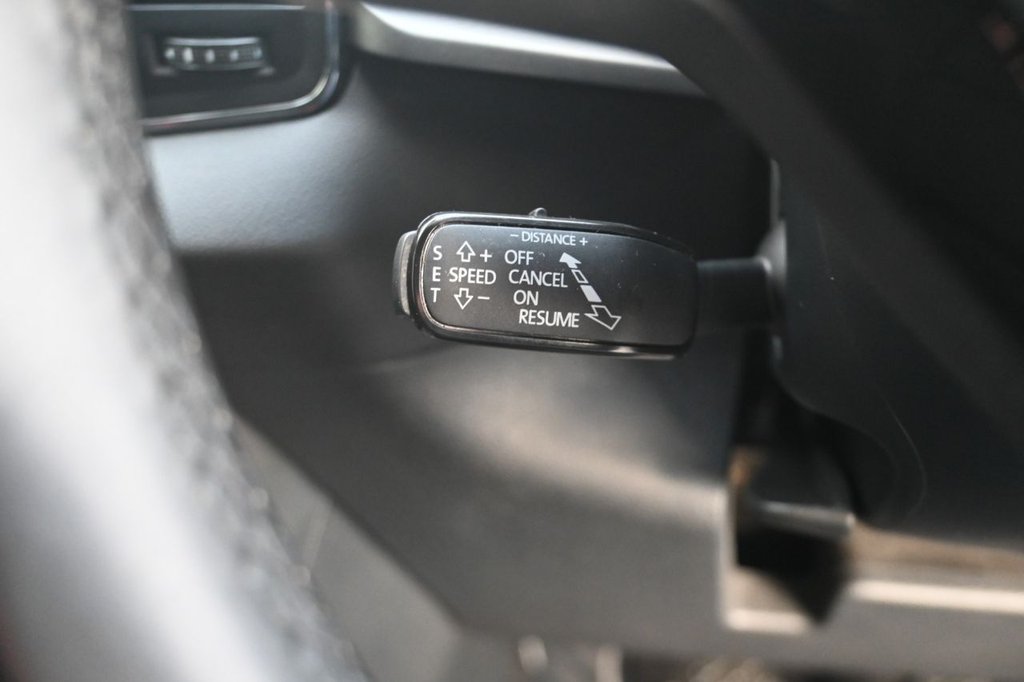 − DISTANCE +
S + OFF
E SPEED CANCEL
T − ON
RESUME